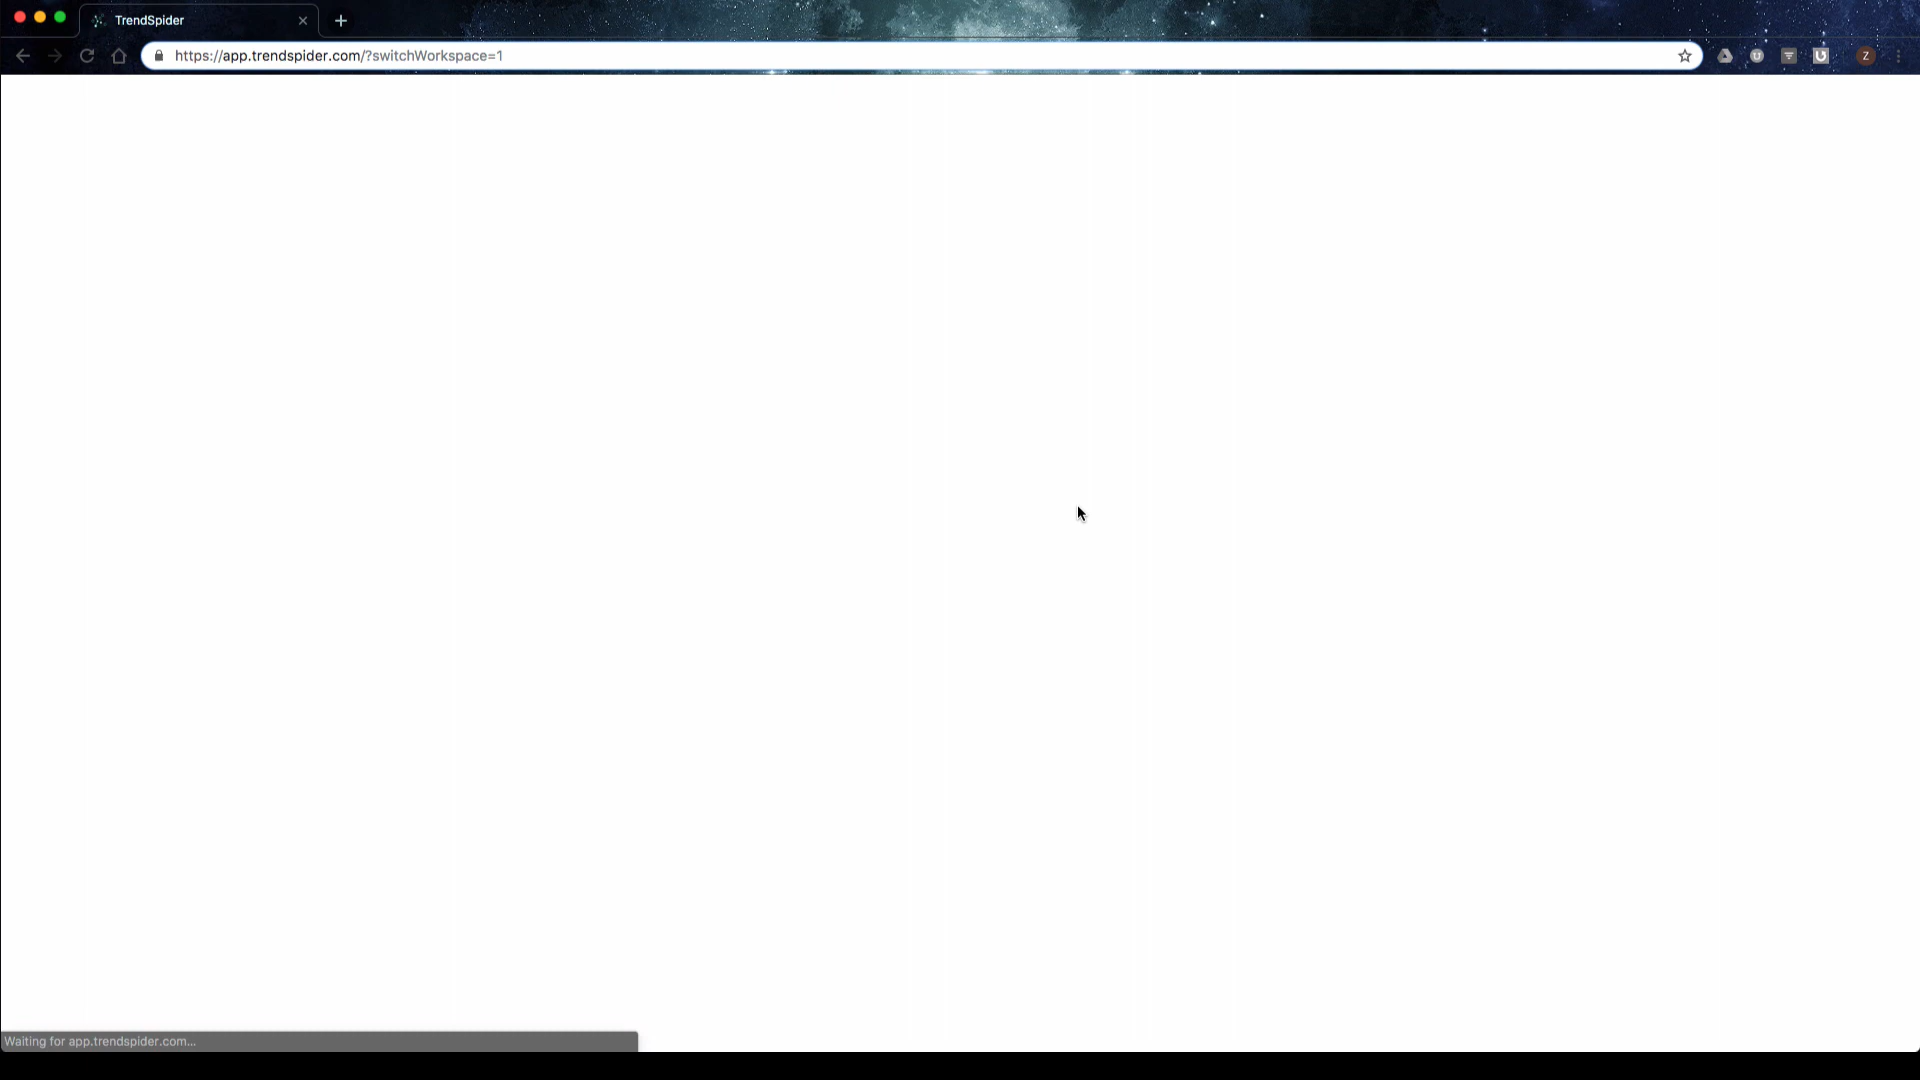 TrendSpider
https://app.trendspider.com/?switchWorkspace=1
Z
Waiting for app.trendspider.com...